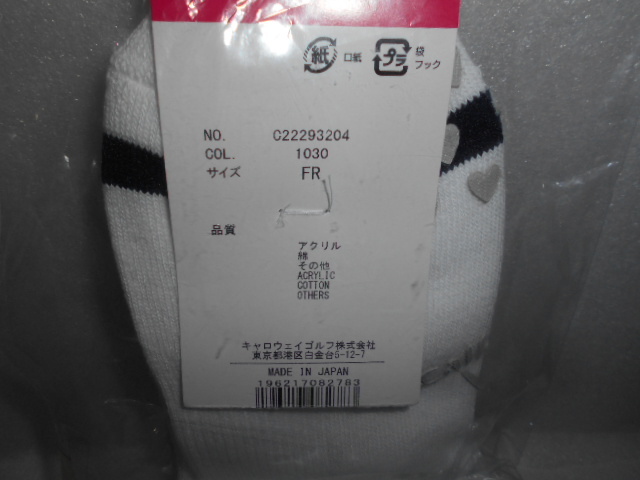 紙 口紙 プラ 袋
フック
NO. C22293204
COL. 1030
サイズ FR
品質
アクリル
綿
その他
ACRYLIC
COTTON
OTHERS
キャロウェイゴルフ株式会社
東京都港区白金台5-12-7
MADE IN JAPAN
196217082783